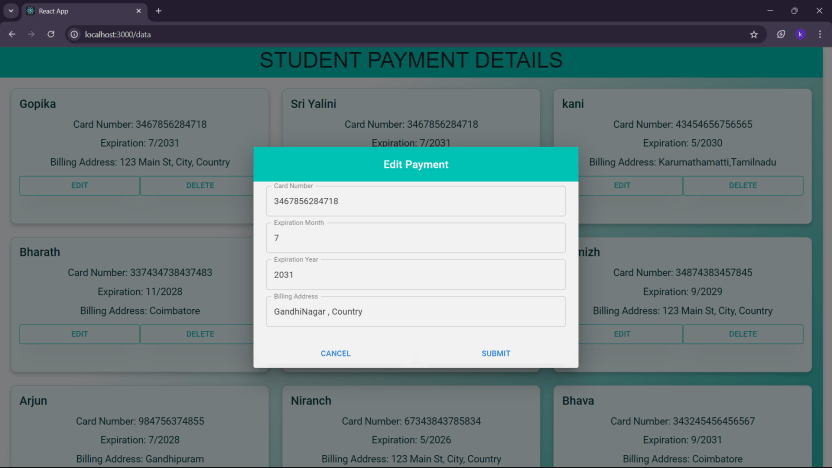 React App
localhost:3000/data
k
STUDENT PAYMENT DETAILS
Gopika
Card Number: 3467856284718
Expiration: 7/2031
Billing Address: 123 Main St, City, Country
EDIT
DELETE
Sri Yalini
Card Number: 3467856284718
Expiration: 7/2031
kani
Card Number: 43454656756565
Expiration: 5/2030
Billing Address: Karumathamatti,Tamilnadu
EDIT
DELETE
Edit Payment
Card Number
3467856284718
Expiration Month
7
Expiration Year
2031
Billing Address
GandhiNagar , Country
CANCEL
SUBMIT
Bharath
Card Number: 337434738437483
Expiration: 11/2028
Billing Address: Coimbatore
EDIT
DELETE
mizh
Card Number: 34874383457845
Expiration: 9/2029
Billing Address: 123 Main St, City, Country
EDIT
DELETE
Arjun
Card Number: 984756374855
Expiration: 7/2028
Billing Address: Gandhipuram
Niranch
Card Number: 67343843785834
Expiration: 5/2026
Billing Address: 123 Main St, City, Country
Bhava
Card Number: 343245456456567
Expiration: 9/2031
Billing Address: Coimbatore